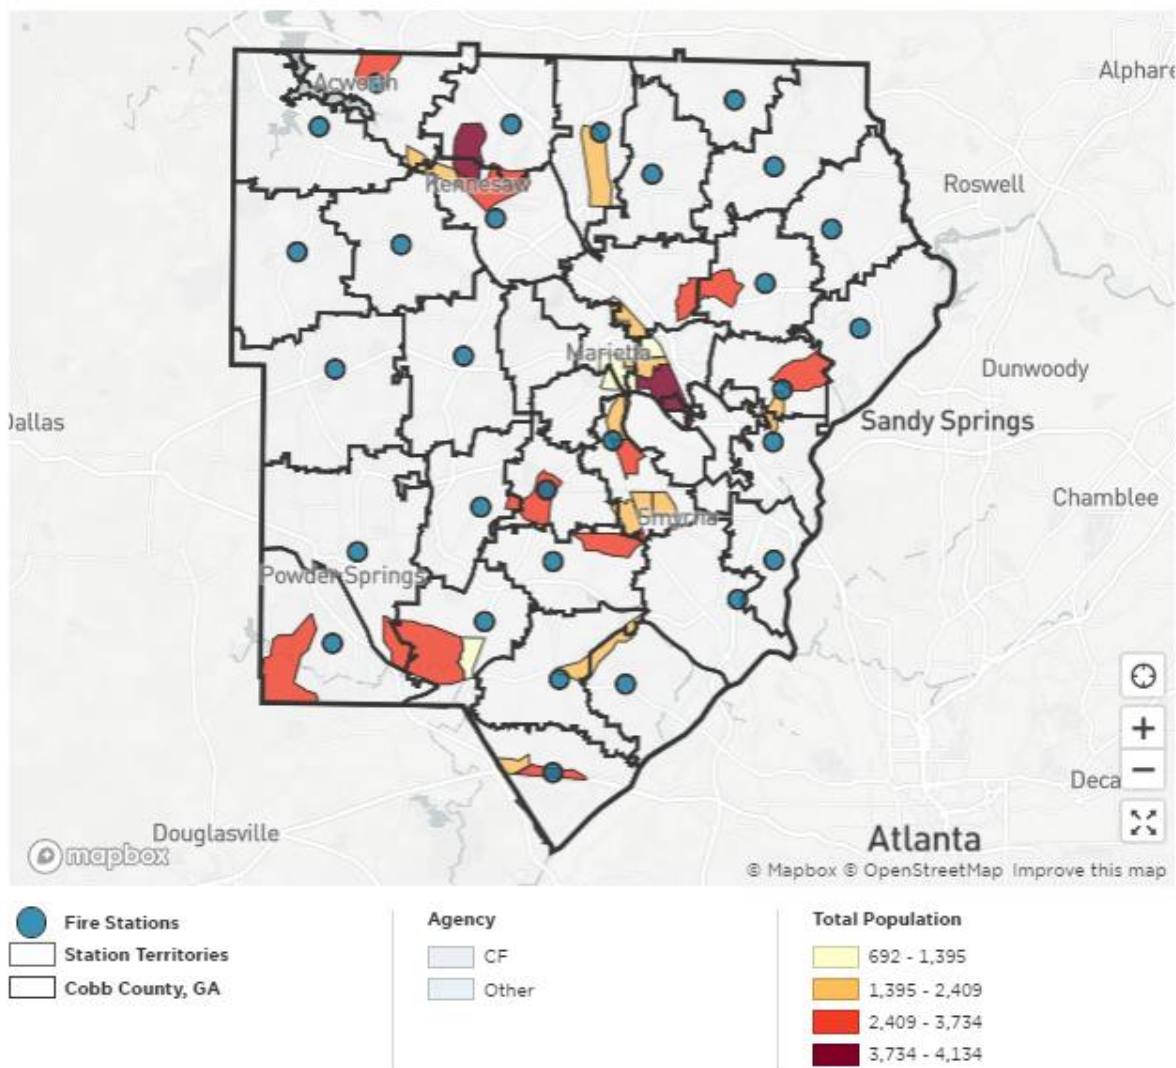 Alphare
Acworth
Roswell
Kennesaw
Marietta
Dunwoody
Dallas
Sandy Springs
Chamblee
Smyrna
Powder Springs
Deca
Douglasville
Atlanta
mapbox
© Mapbox © OpenStreetMap Improve this map
Fire Stations
Station Territories
Cobb County, GA
Agency
CF
Other
Total Population
692 - 1,395
1,395 - 2,409
2,409 - 3,734
3,734 - 4,134